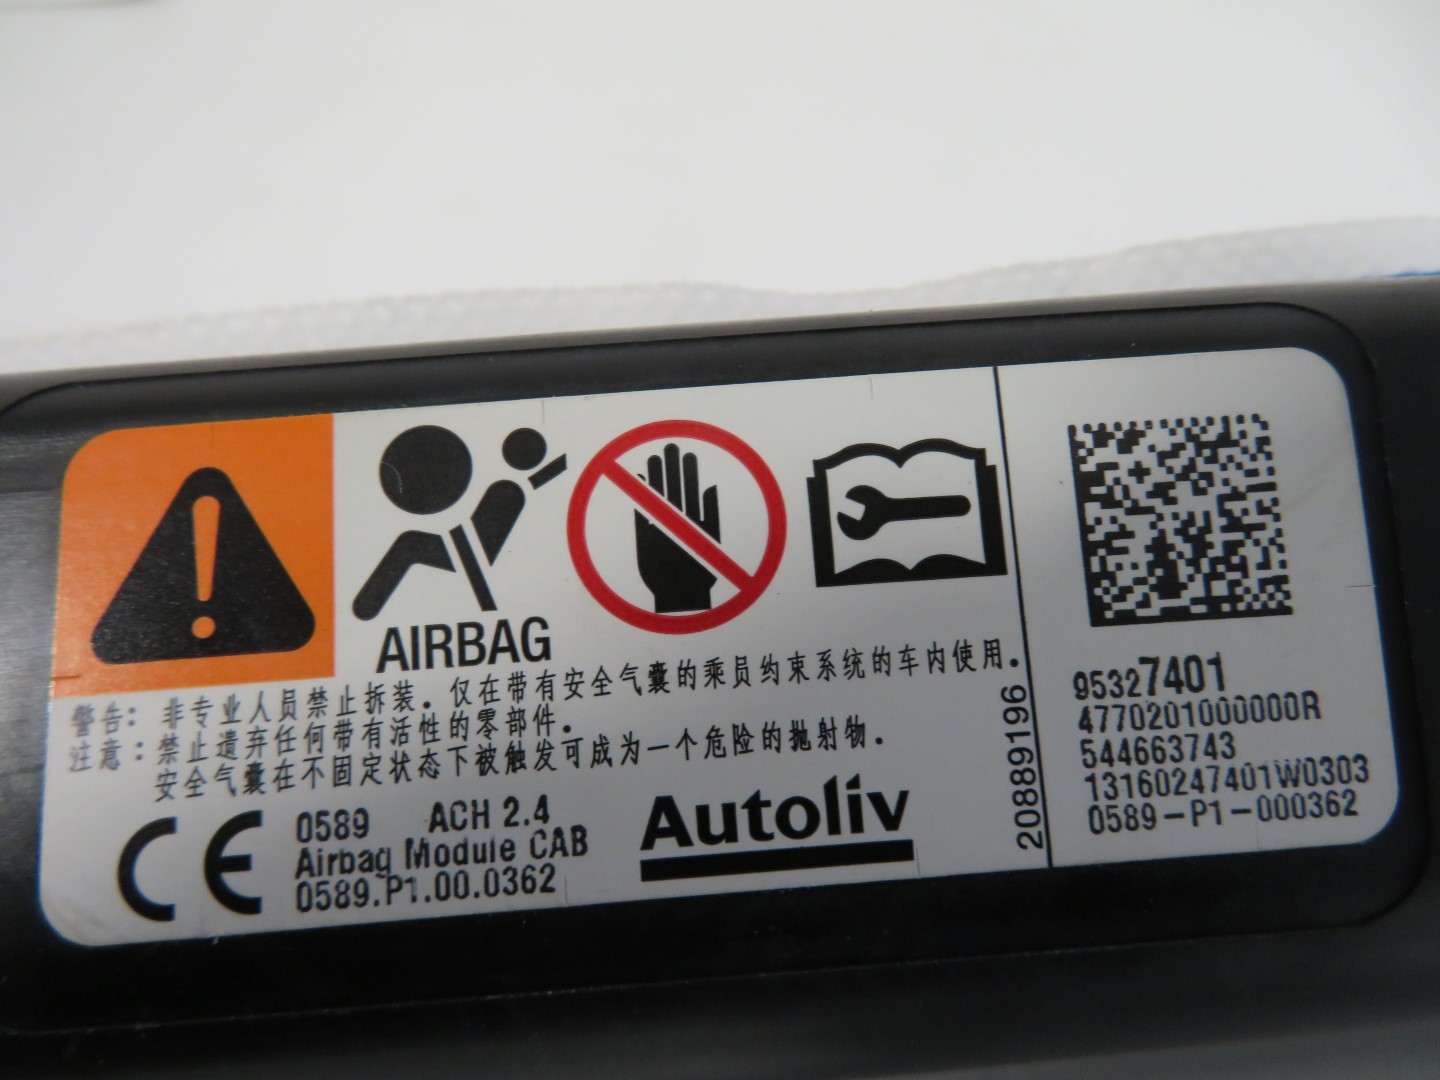 AIRBAG
警告: 非专业人员禁止拆装。仅在带有安全气囊的乘员约束系统的车内使用。
注意: 禁止遗弃任何带有活性的零部件。
安全气囊在不固定状态下被触发可成为一个危险的抛射物.
CE 0589 ACH 2.4
Airbag Module CAB
0589.P1.00.0362
Autoliv
20889196
95327401
4770201000000R
544663743
13160247401W0303
0589-P1-000362